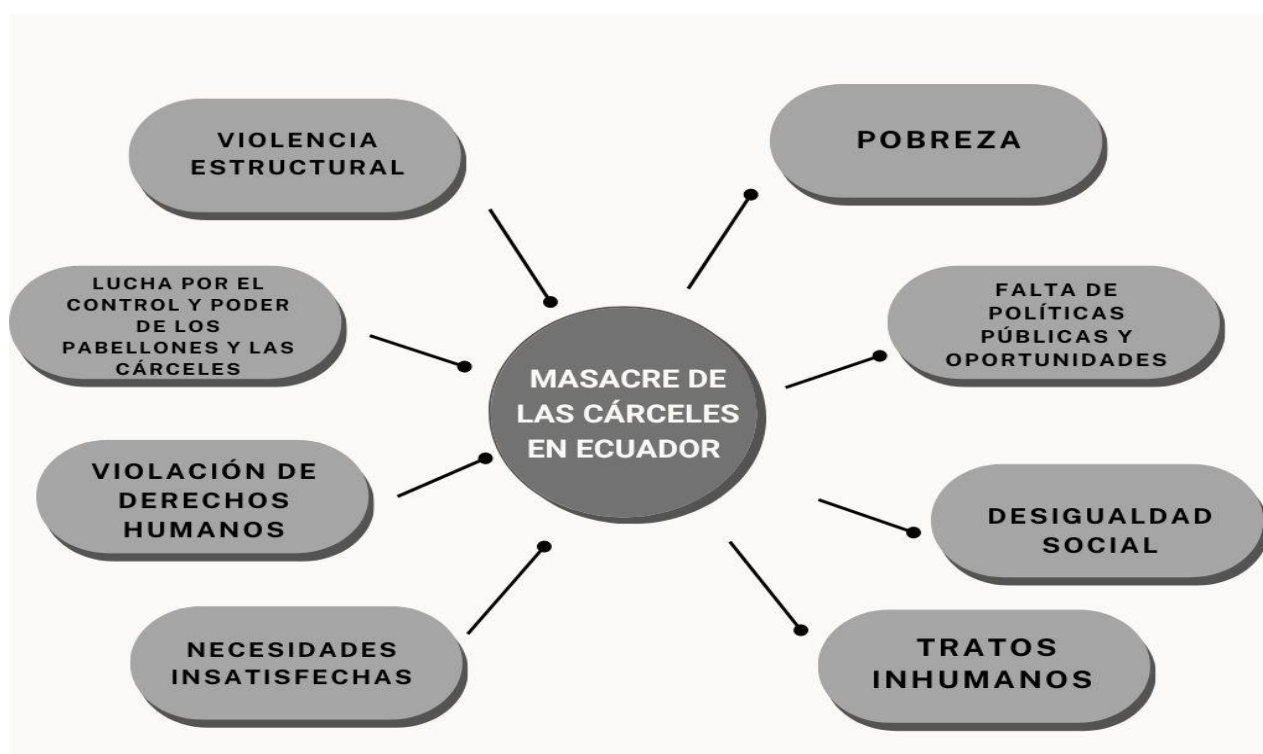 VIOLENCIA
ESTRUCTURAL
POBREZA
LUCHA POR EL
CONTROL Y PODER
DE LOS
PABELLONES Y LAS
CÁRCELES
FALTA DE
POLÍTICAS
PÚBLICAS Y
OPORTUNIDADES
MASACRE DE
LAS CÁRCELES
EN ECUADOR
VIOLACIÓN DE
DERECHOS
HUMANOS
DESIGUALDAD
SOCIAL
NECESIDADES
INSATISFECHAS
TRATOS
INHUMANOS